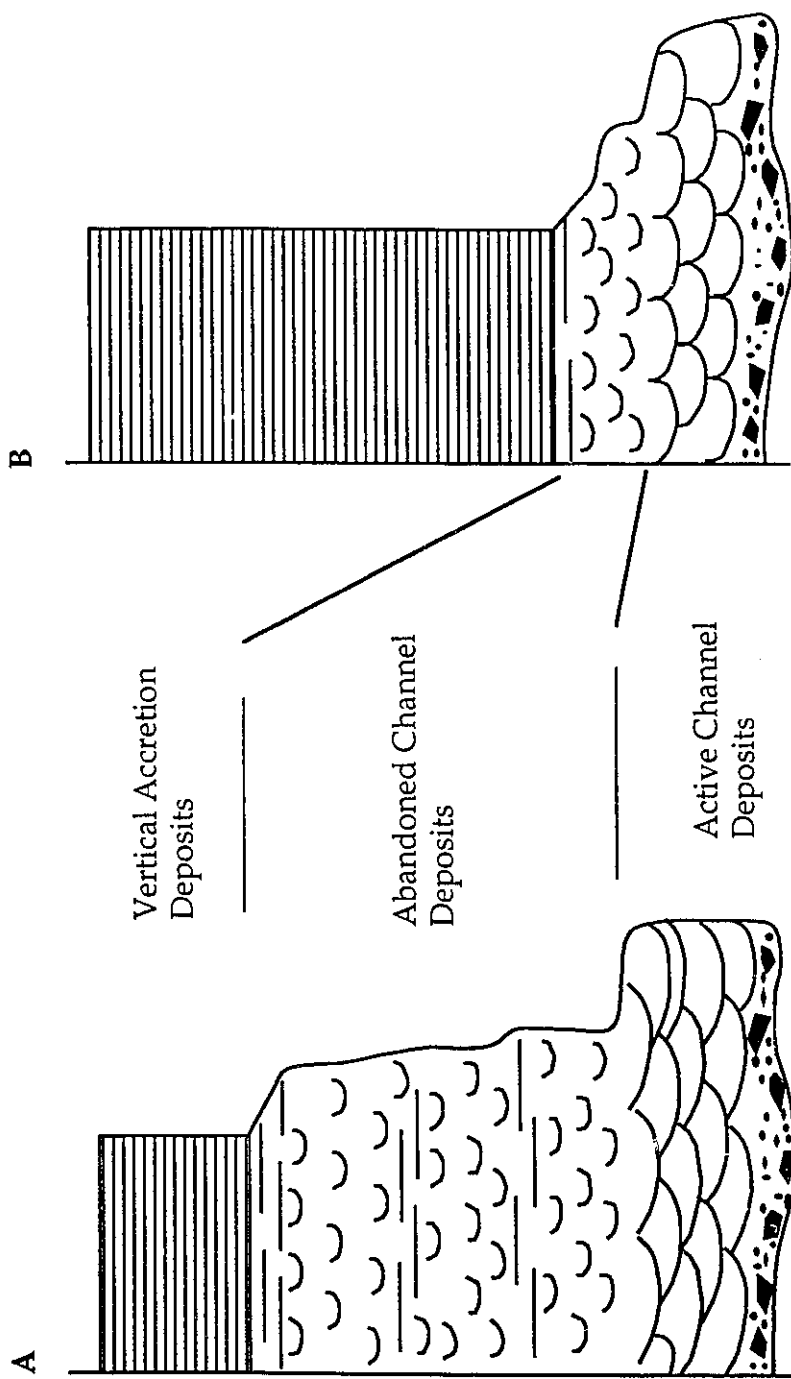 A
B
Vertical Accretion
Deposits
Abandoned Channel
Deposits
Active Channel
Deposits